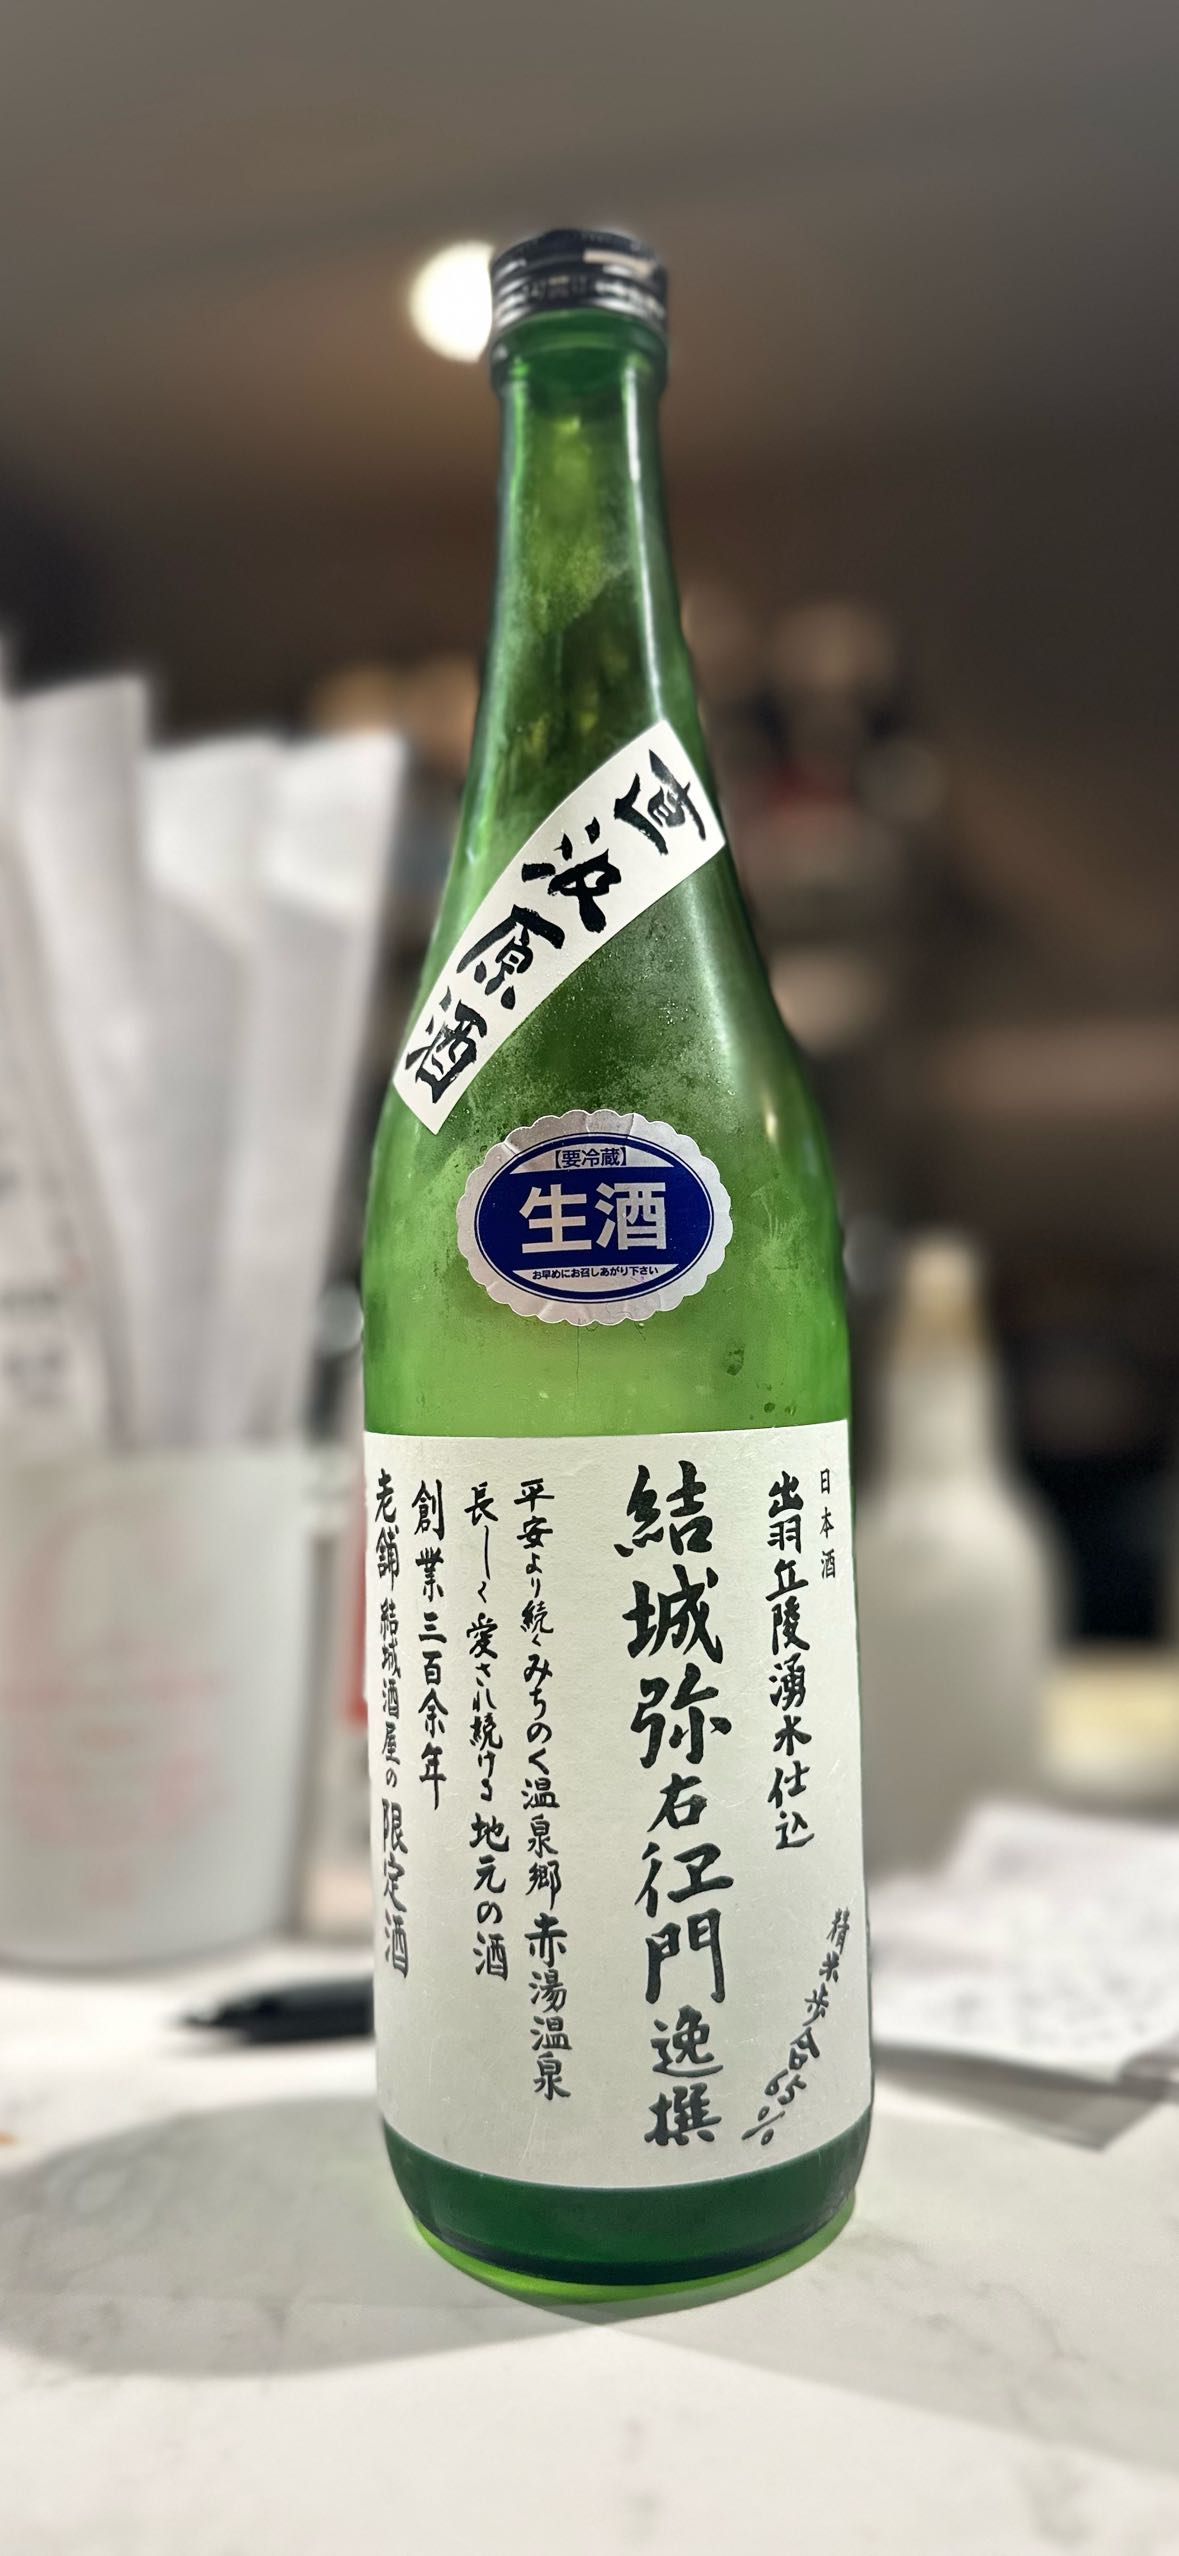 直汲原酒
【要冷蔵】
生酒
お早めにお召しあがり下さい
日本酒
出羽丘陵湧水仕込
精米歩合65%
結城弥右衛門逸撰
平安より続くみちのく温泉郷赤湯温泉
長しく愛され続ける地元の酒
創業三百余年
老舗結城酒屋の限定酒